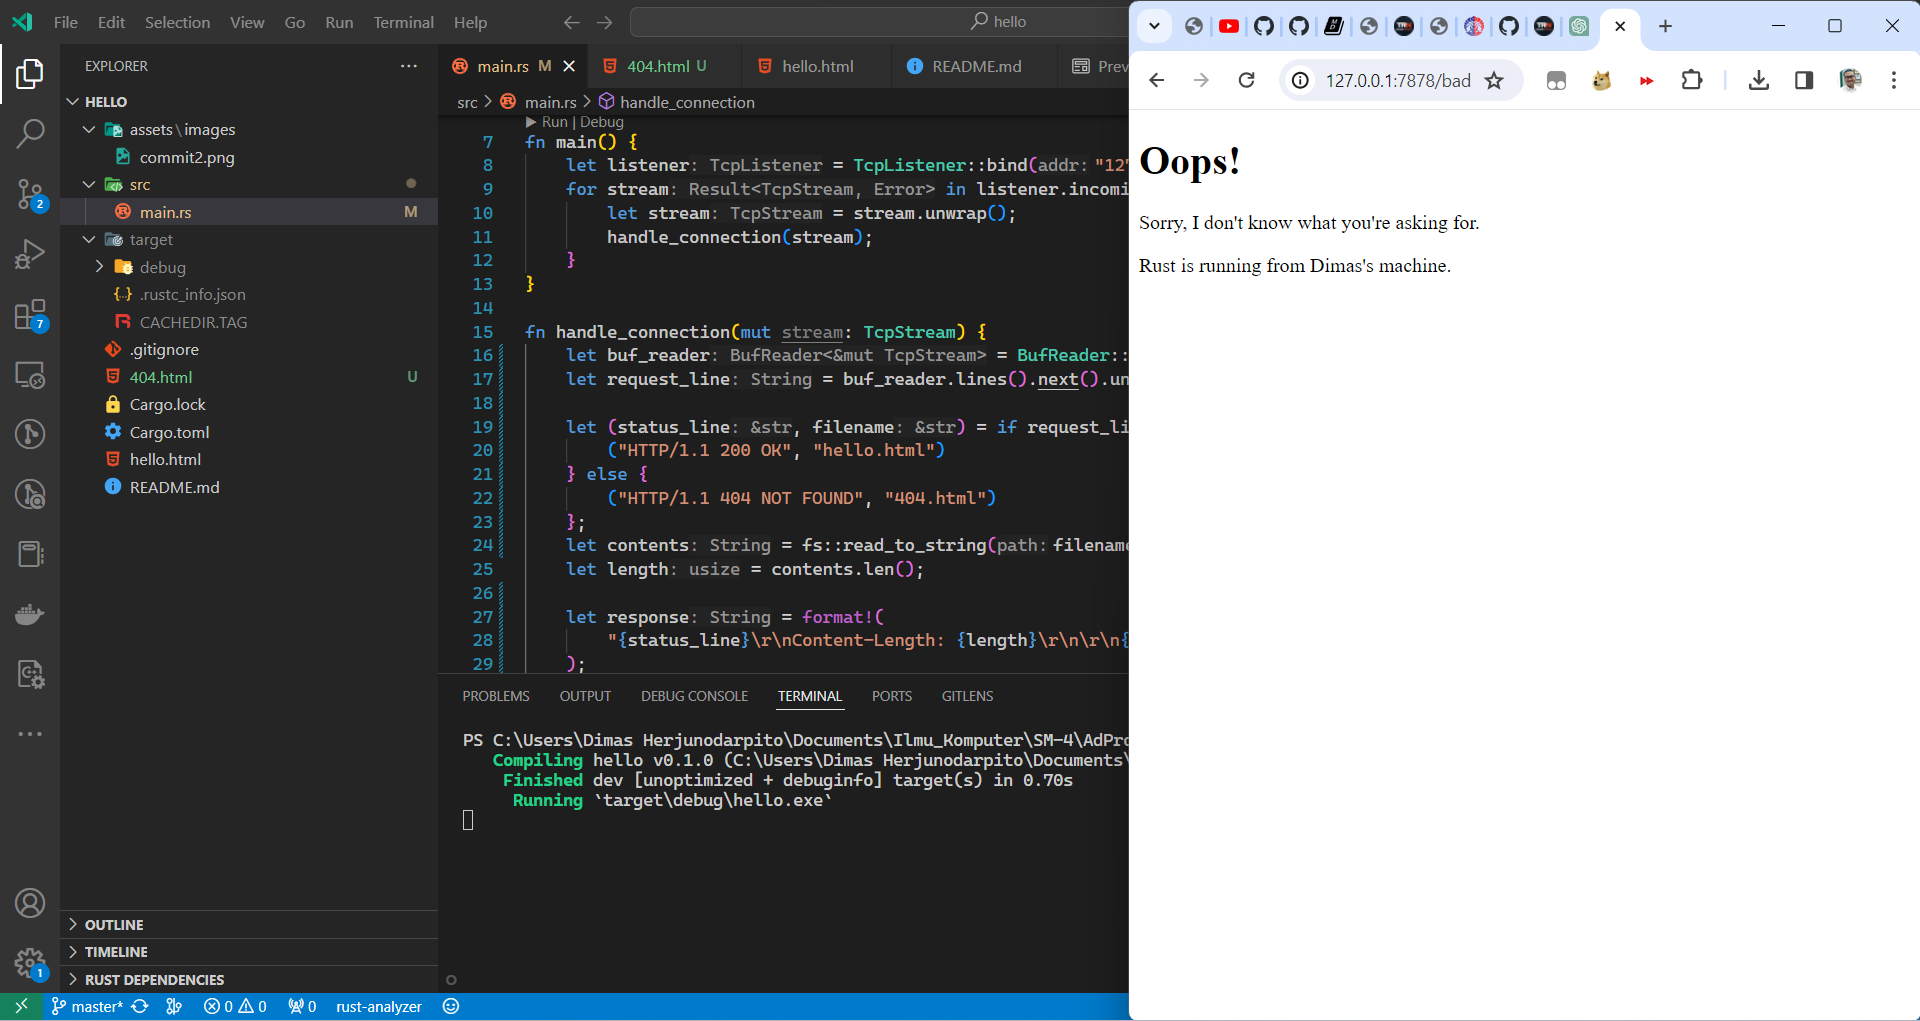 File Edit Selection View Go Run Terminal Help
hello
EXPLORER
HELLO
assets\images
commit2.png
src
main.rs M
target
debug
.rustc_info.json
CACHEDIR.TAG
.gitignore
404.html U
Cargo.lock
Cargo.toml
hello.html
README.md
OUTLINE
TIMELINE
RUST DEPENDENCIES
2
7
1
main.rs M 404.html U hello.html README.md Prev
src > main.rs > handle_connection
Run | Debug
7 fn main() {
8 let listener: TcpListener = TcpListener::bind(addr: "12
9 for stream: Result<TcpStream, Error> in listener.incomi
10 let stream: TcpStream = stream.unwrap();
11 handle_connection(stream);
12 }
13 }
14
15 fn handle_connection(mut stream: TcpStream) {
16 let buf_reader: BufReader<&mut TcpStream> = BufReader::
17 let request_line: String = buf_reader.lines().next().un
18
19 let (status_line: &str, filename: &str) = if request_li
20 ("HTTP/1.1 200 OK", "hello.html")
21 } else {
22 ("HTTP/1.1 404 NOT FOUND", "404.html")
23 };
24 let contents: String = fs::read_to_string(path: filename
25 let length: usize = contents.len();
26
27 let response: String = format!(
28 "{status_line}\r\nContent-Length: {length}\r\n\r\n{
29 );
PROBLEMS OUTPUT DEBUG CONSOLE TERMINAL PORTS GITLENS
PS C:\Users\Dimas Herjunodarpito\Documents\Ilmu_Komputer\SM-4\AdPro
Compiling hello v0.1.0 (C:\Users\Dimas Herjunodarpito\Documents\
Finished dev [unoptimized + debuginfo] target(s) in 0.70s
Running `target\debug\hello.exe`
master* 0 0 0 rust-analyzer
127.0.0.1:7878/bad
Oops!
Sorry, I don't know what you're asking for.
Rust is running from Dimas's machine.